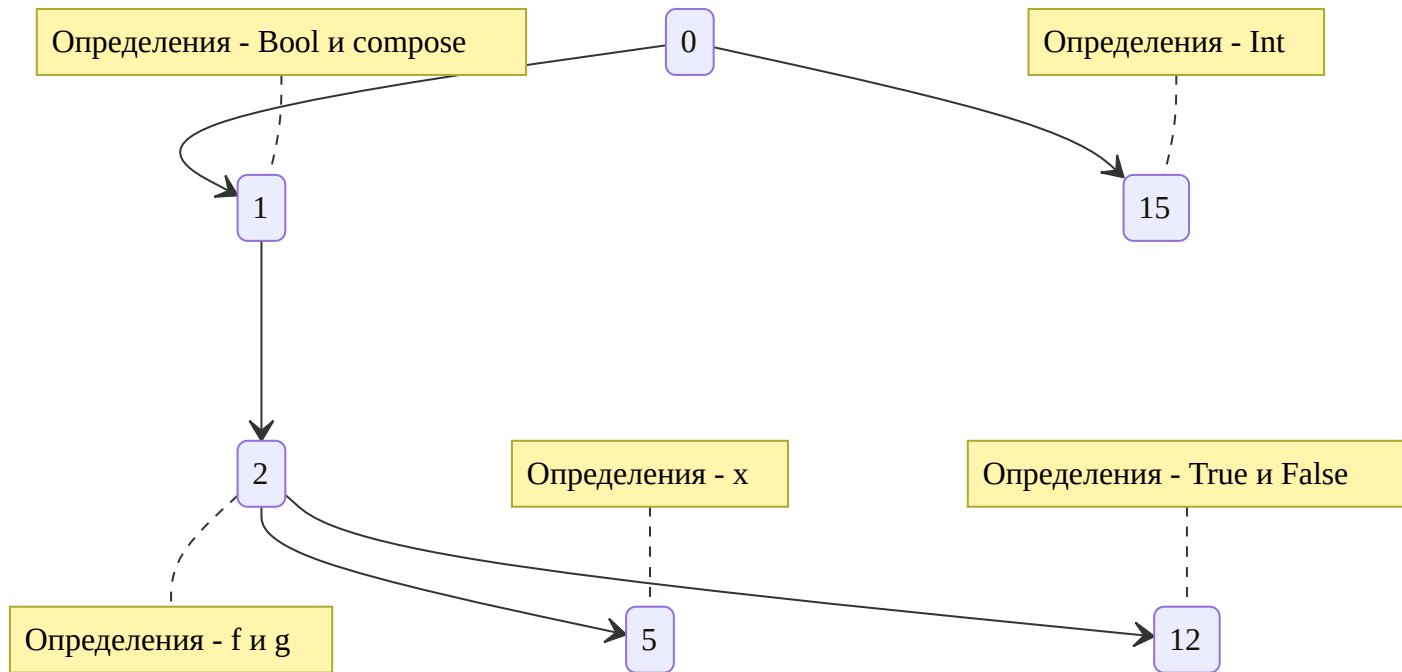 Определения - Bool и compose
0
Определения - Int
1
15
2
Определения - x
Определения - True и False
Определения - f и g
5
12